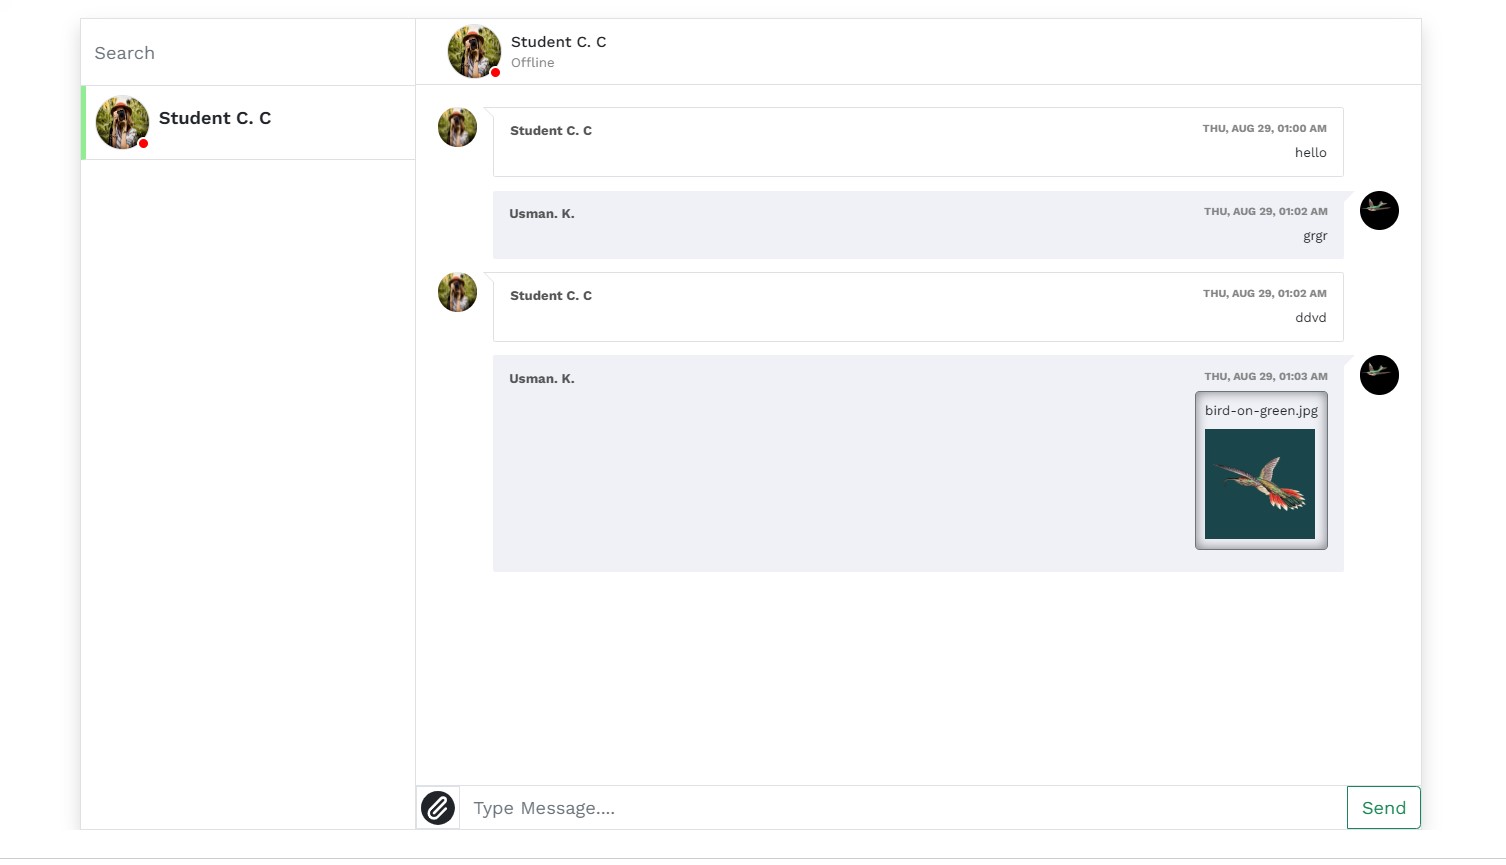 Search
Student C. C
Student C. C
Offline
Student C. C
THU, AUG 29, 01:00 AM
hello
Usman. K.
THU, AUG 29, 01:02 AM
grgr
Student C. C
THU, AUG 29, 01:02 AM
ddvd
Usman. K.
THU, AUG 29, 01:03 AM
bird-on-green.jpg
Type Message....
Send